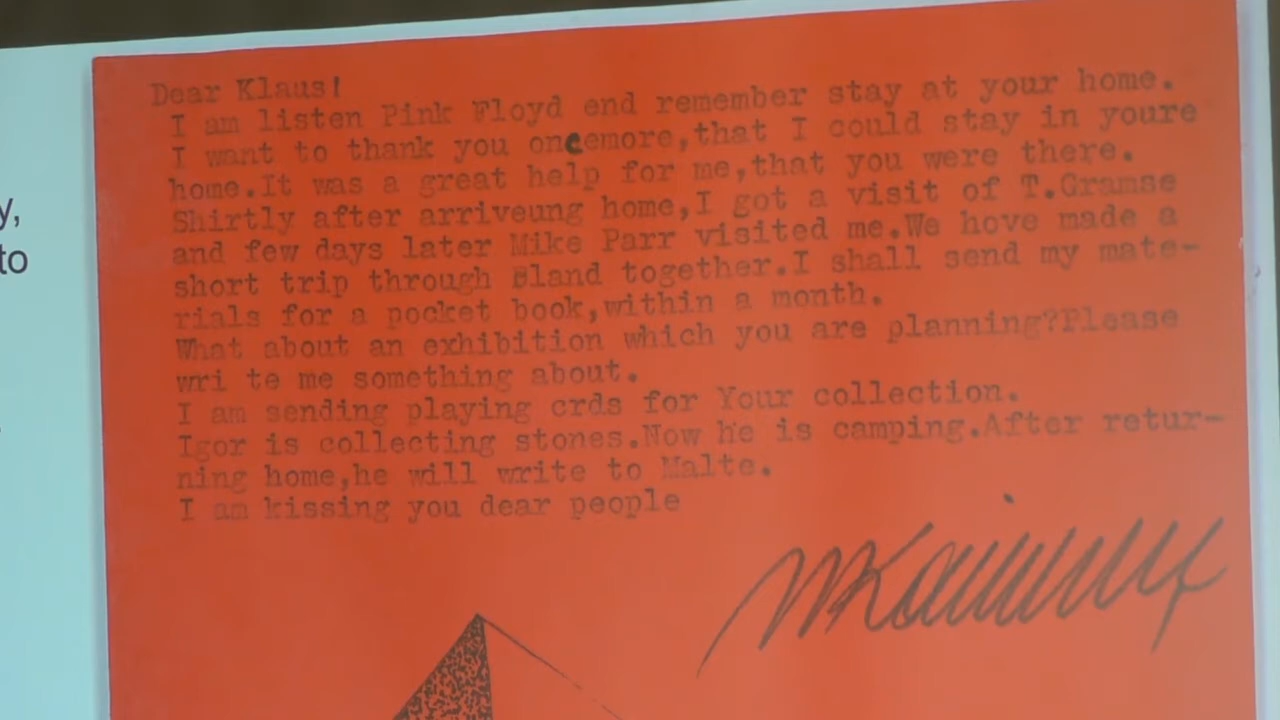 y,
to
Dear Klaus!
I am listen Pink Floyd end remember stay at your home.
I want to thank you oncemore,that I could stay in youre
home.It was a great help for me,that you were there.
Shirtly after arriveung home,I got a visit of T.Gramse
and few days later Mike Parr visited me.We hove made a
short trip through Bland together.I shall send my mate-
rials for a pocket book,within a month.
What about an exhibition which you are planning?Please
wri te me something about.
I am sending playing crds for Your collection.
Igor is collecting stones.Now he is camping.After retur-
ning home,he will write to Malte.
I am kissing you dear people